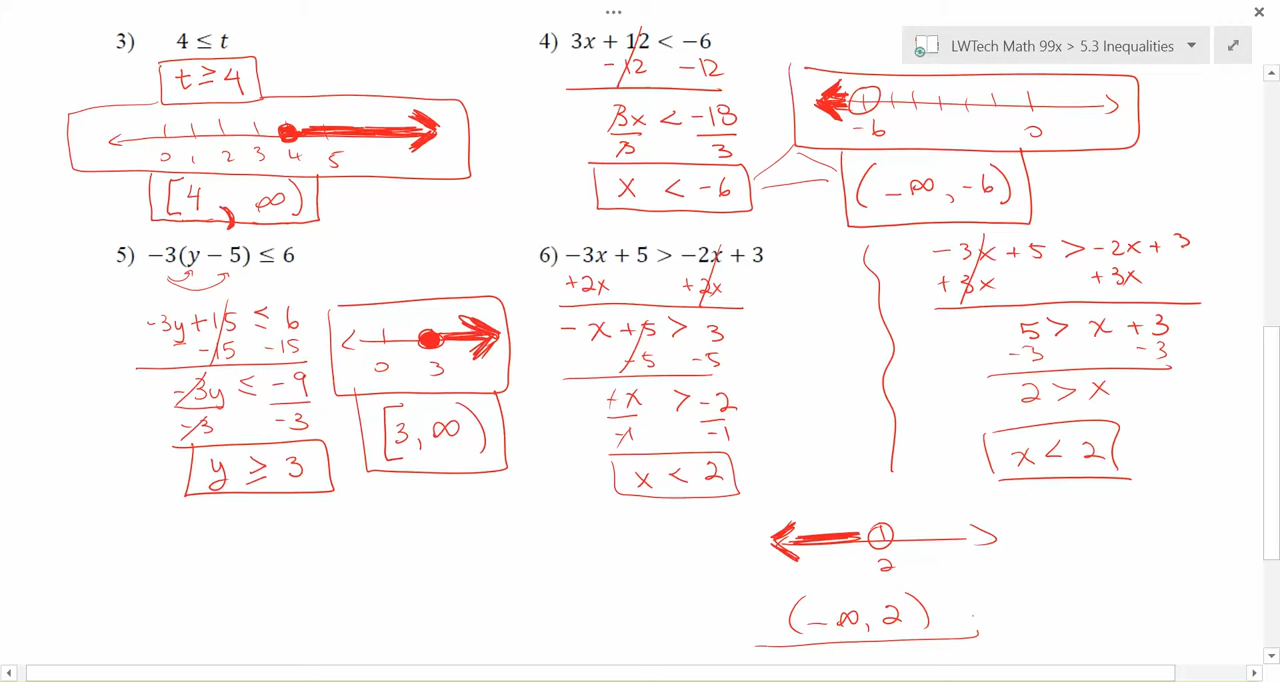 LWTech Math 99x > 5.3 Inequalities
3) 4 ≤ t
t ≥ 4
0 1 2 3 4 5
[4, ∞)
4) 3x + 12 < −6
-12 -12
3x < -18
3 3
x < -6
-6 0
(-∞, -6)
5) −3(y − 5) ≤ 6
-3y + 15 ≤ 6
-15 -15
-3y ≤ -9
-3 -3
y ≥ 3
0 3
[3, ∞)
6) −3x + 5 > −2x + 3
+2x +2x
-x + 5 > 3
-5 -5
+x > -2
-1 -1
x < 2
-3x + 5 > -2x + 3
+3x +3x
5 > x + 3
-3 -3
2 > x
x < 2
2
(-∞, 2)